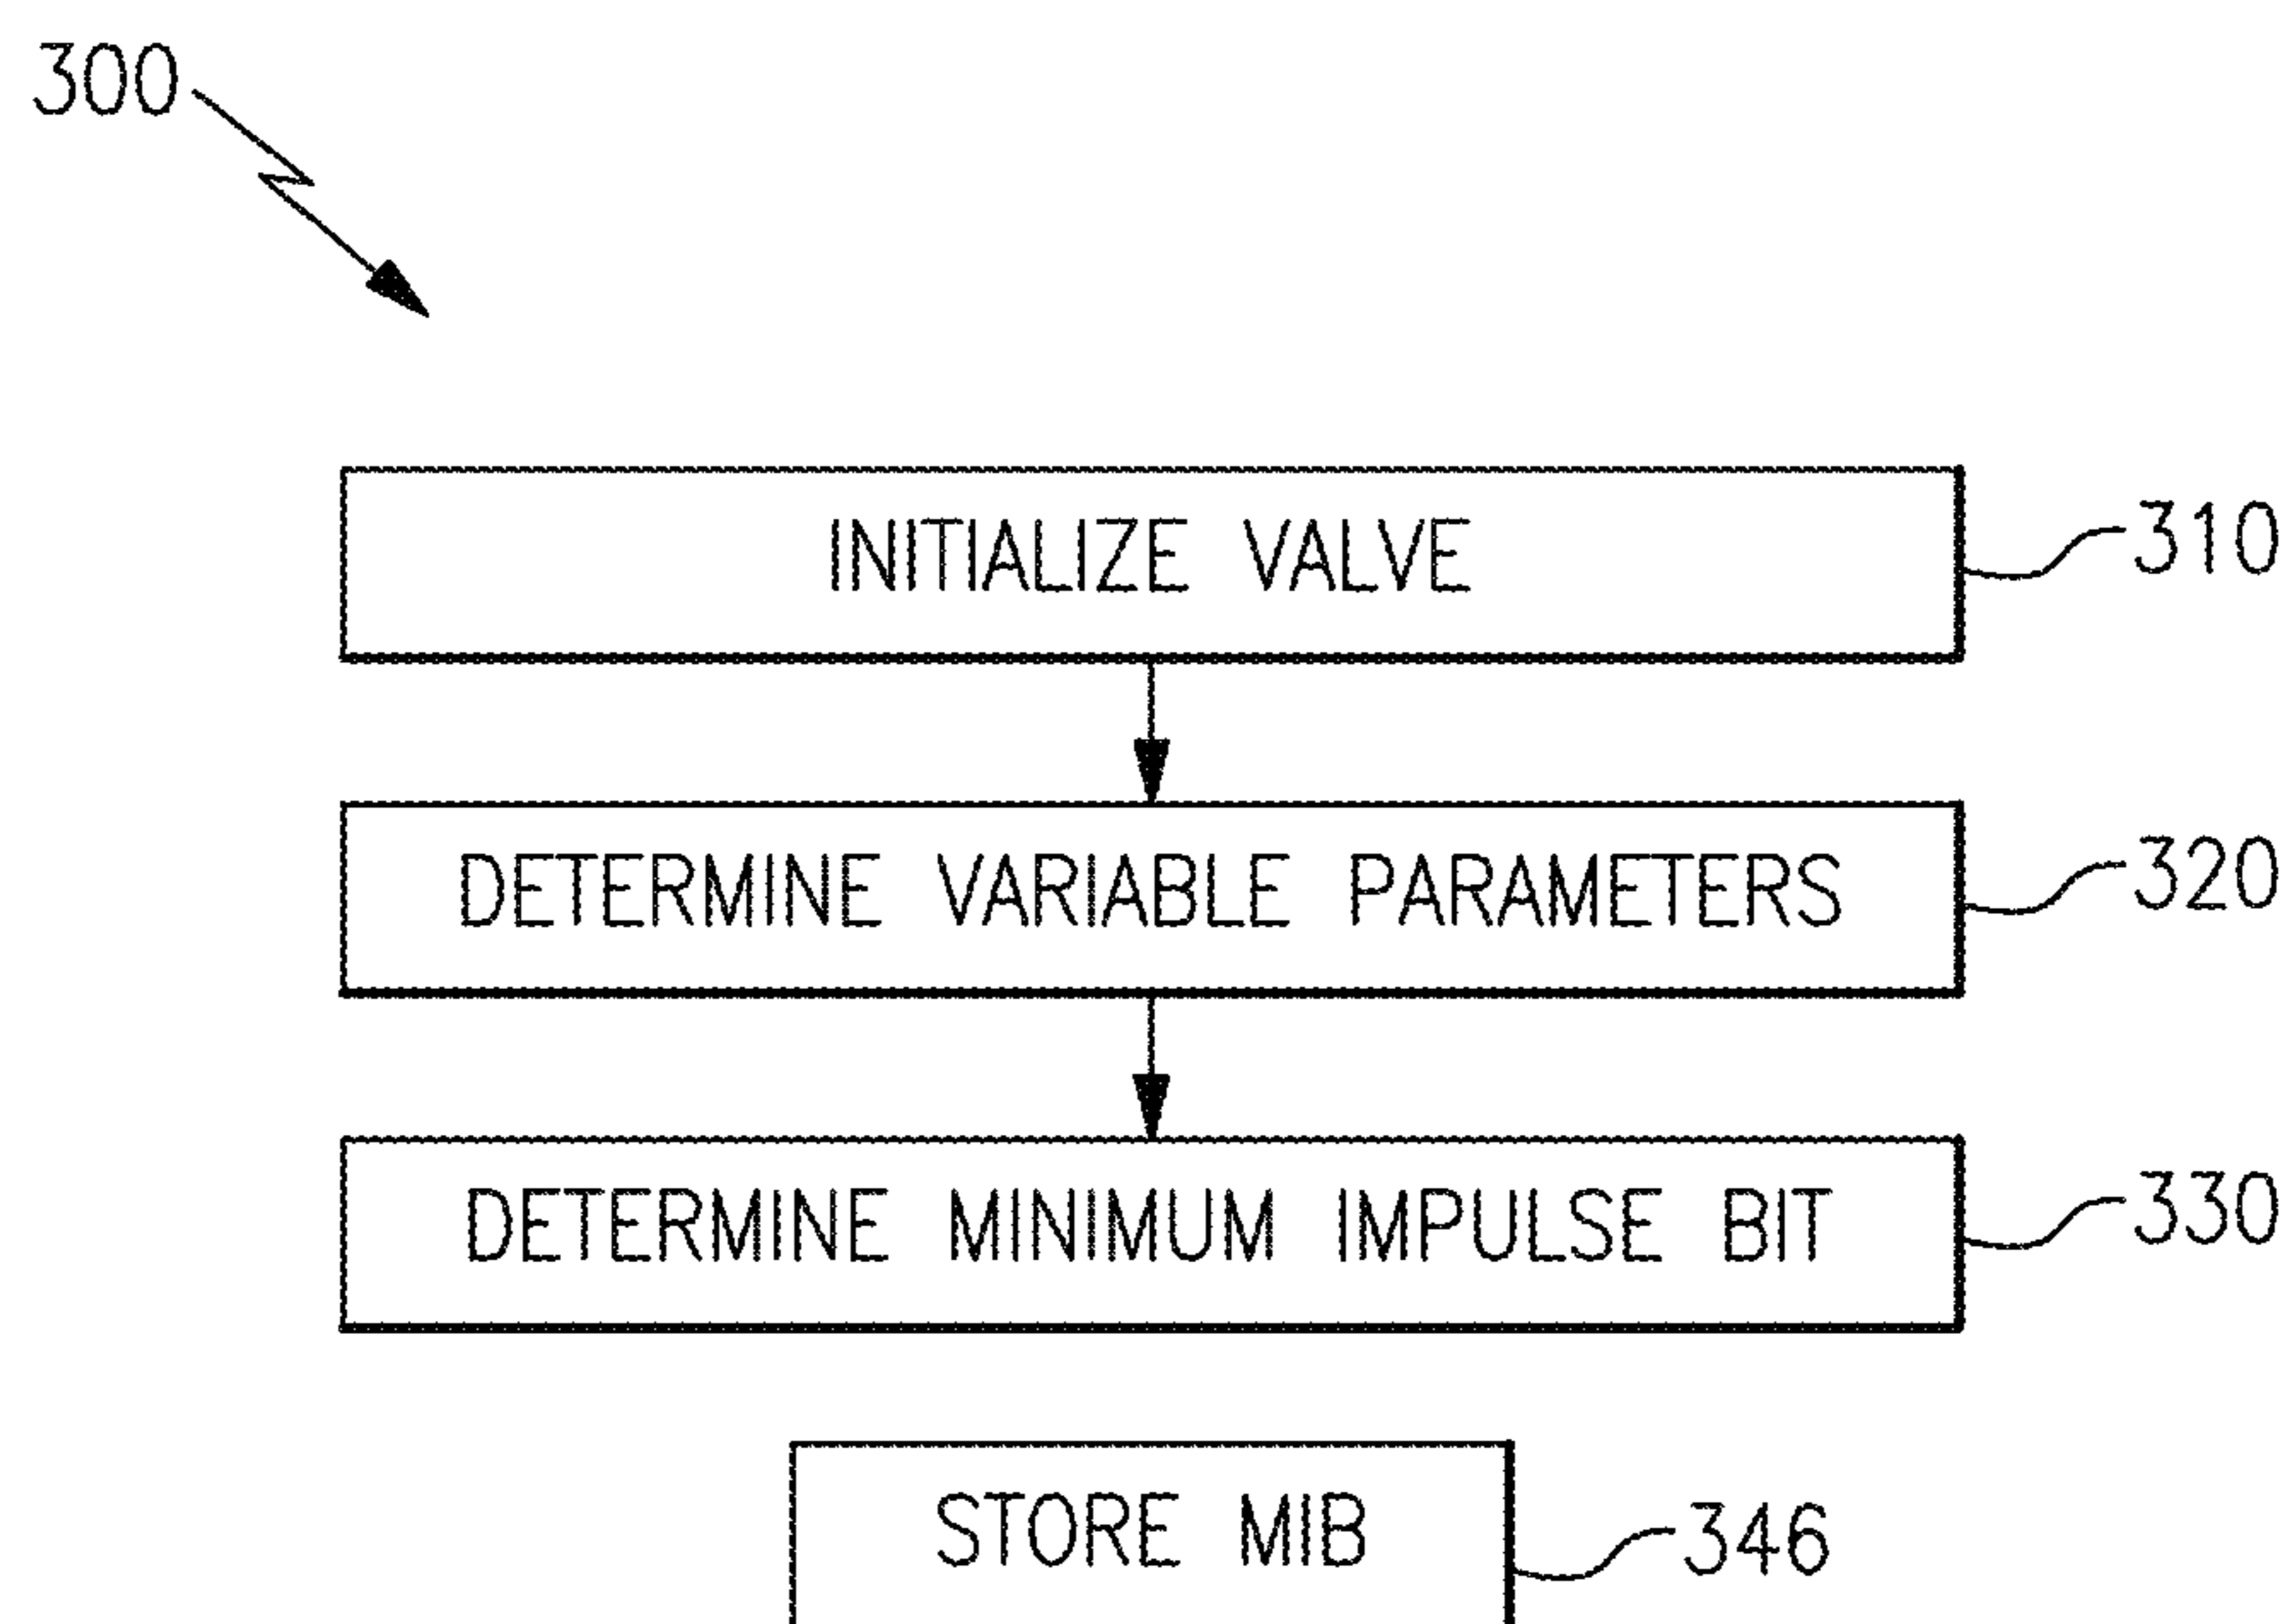 300
INITIALIZE VALVE
310
DETERMINE VARIABLE PARAMETERS
320
DETERMINE MINIMUM IMPULSE BIT
330
STORE MIB
346